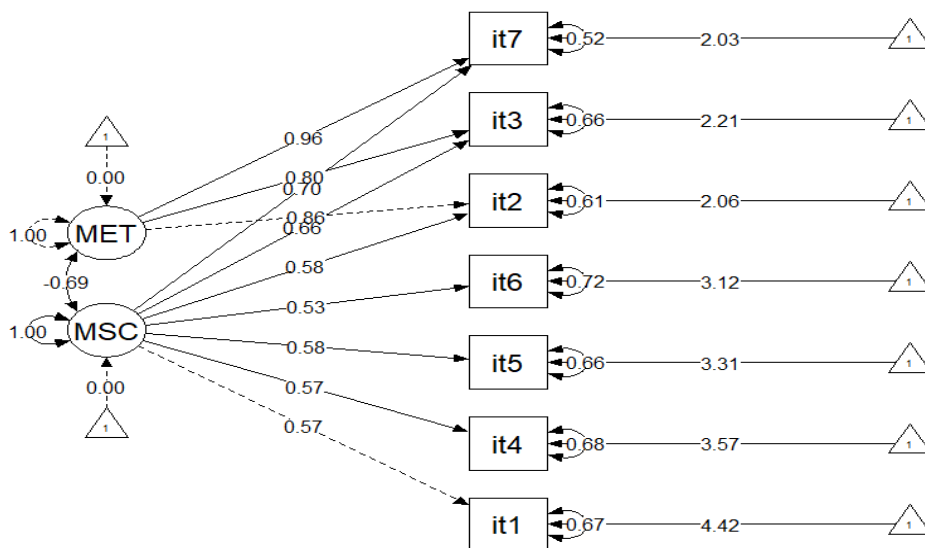 it7 0.52 2.03 1
it3 0.66 2.21 1
1
0.96
0.00
0.80
0.70
it2 0.61 2.06 1
0.86
0.66
1.00 MET
0.58
-0.69
it6 0.72 3.12 1
0.53
1.00 MSC
0.58
it5 0.66 3.31 1
0.00
0.57
1
0.57
it4 0.68 3.57 1
it1 0.67 4.42 1